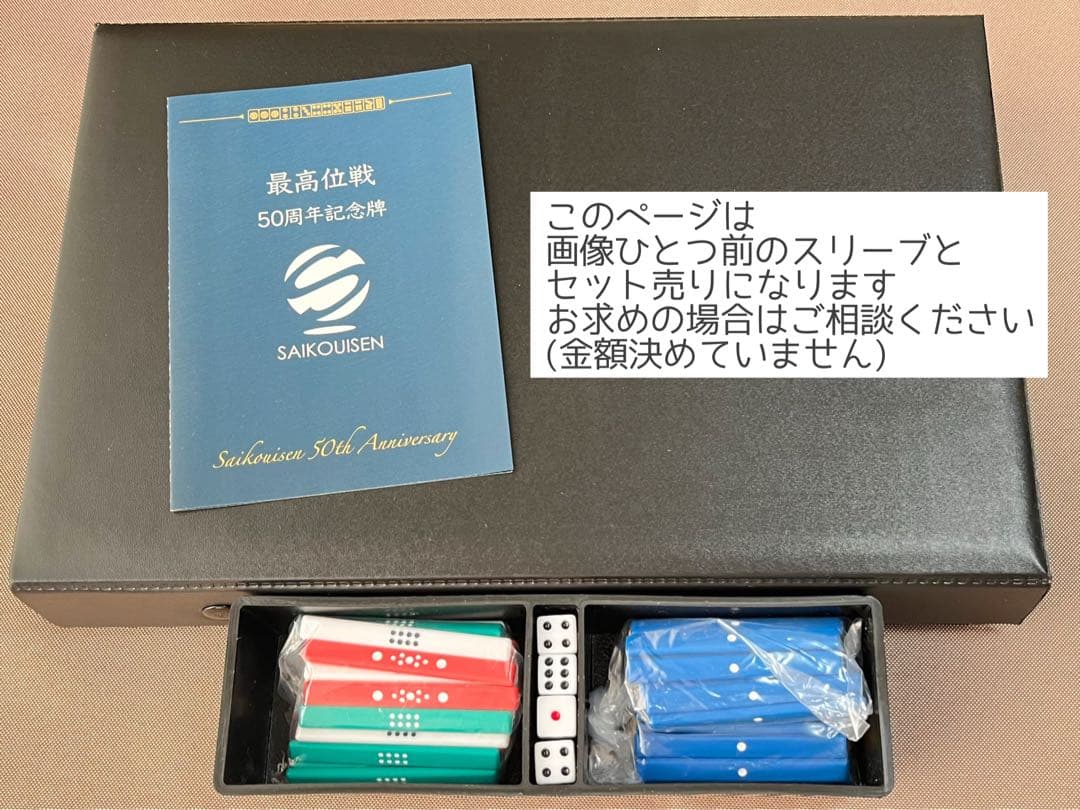 最高位戦
50周年記念牌
SAIKOUISEN
Saikouisen 50th Anniversary
このページは
画像ひとつ前のスリーブと
セット売りになります
お求めの場合はご相談ください
(金額決めていません)